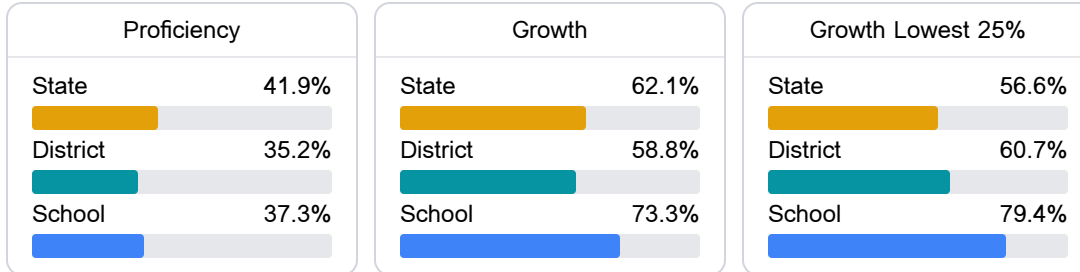 Proficiency
State 41.9%
District 35.2%
School 37.3%
Growth
State 62.1%
District 58.8%
School 73.3%
Growth Lowest 25%
State 56.6%
District 60.7%
School 79.4%